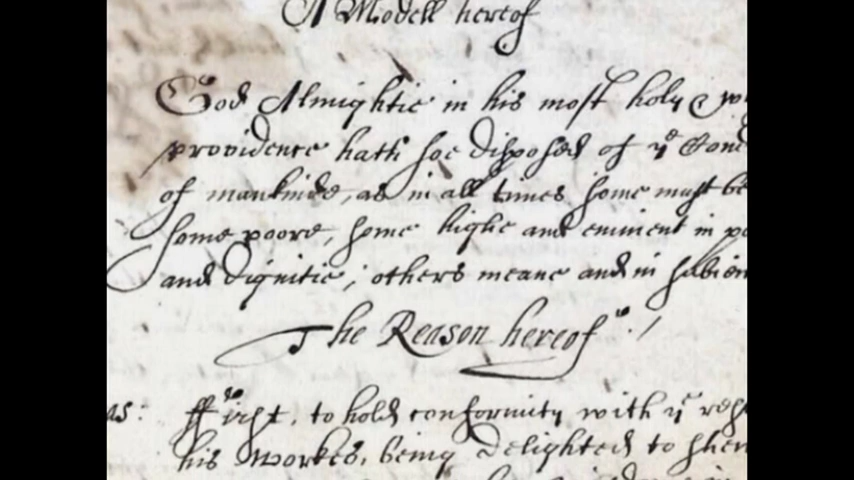 A Modell hereof
God Almightie in his most holy &
providence hath soe disposed of yᵉ
of mankinde, as in all times some must be
some poore, some highe and eminent in
and dignitie; others meane and in
The Reason hereof.
First, to hold conformity with yᵉ
his Workes, being delighted to